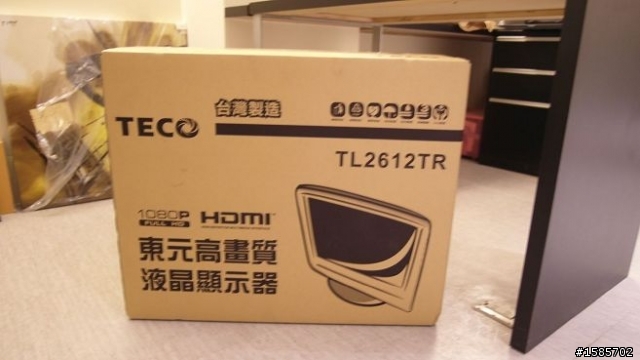 台灣製造
TECO
TL2612TR
1080P
FULL HD
HDMI
東元高畫質
液晶顯示器
#1585702